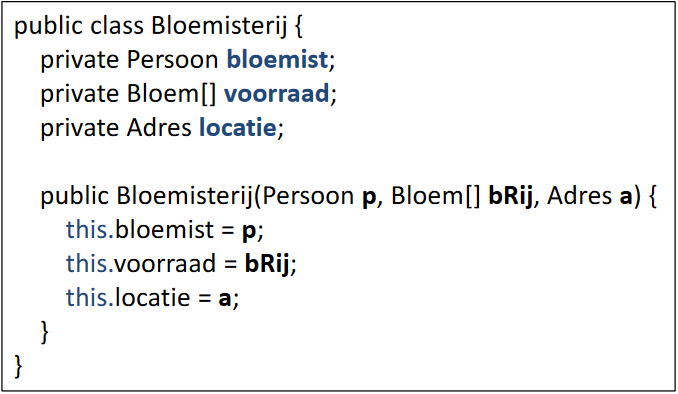 public class Bloemisterij {
private Persoon bloemist;
private Bloem[] voorraad;
private Adres locatie;
public Bloemisterij(Persoon p, Bloem[] bRij, Adres a) {
this.bloemist = p;
this.voorraad = bRij;
this.locatie = a;
}
}